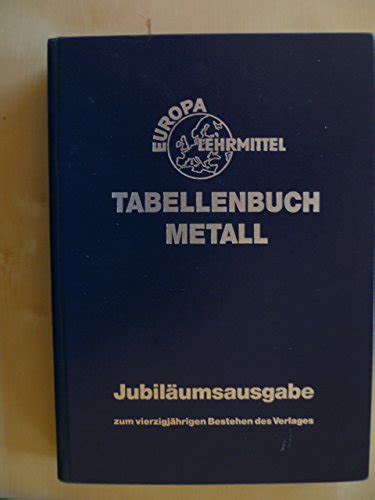 EUROPA
LEHRMITTEL
TABELLENBUCH
METALL
Jubiläumsausgabe
zum vierzigjährigen Bestehen des Verlages